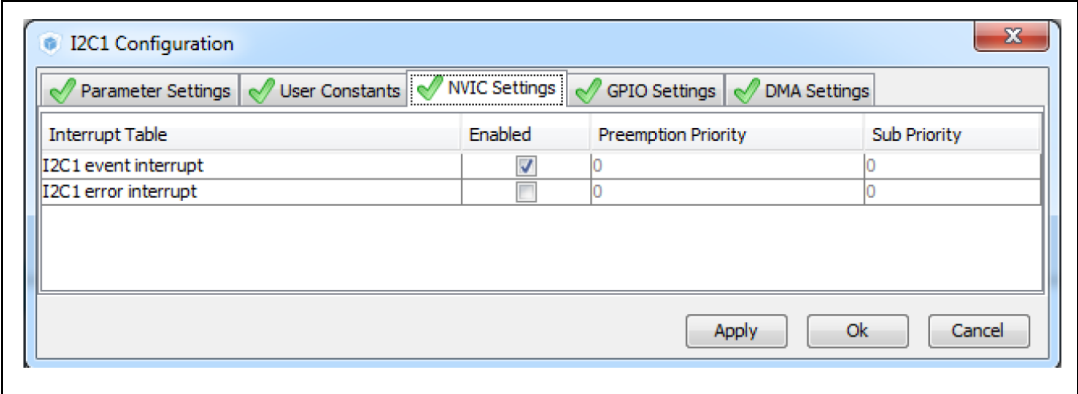 I2C1 Configuration
Parameter Settings User Constants NVIC Settings GPIO Settings DMA Settings
Interrupt Table Enabled Preemption Priority Sub Priority
I2C1 event interrupt 0 0
I2C1 error interrupt 0 0
Apply Ok Cancel